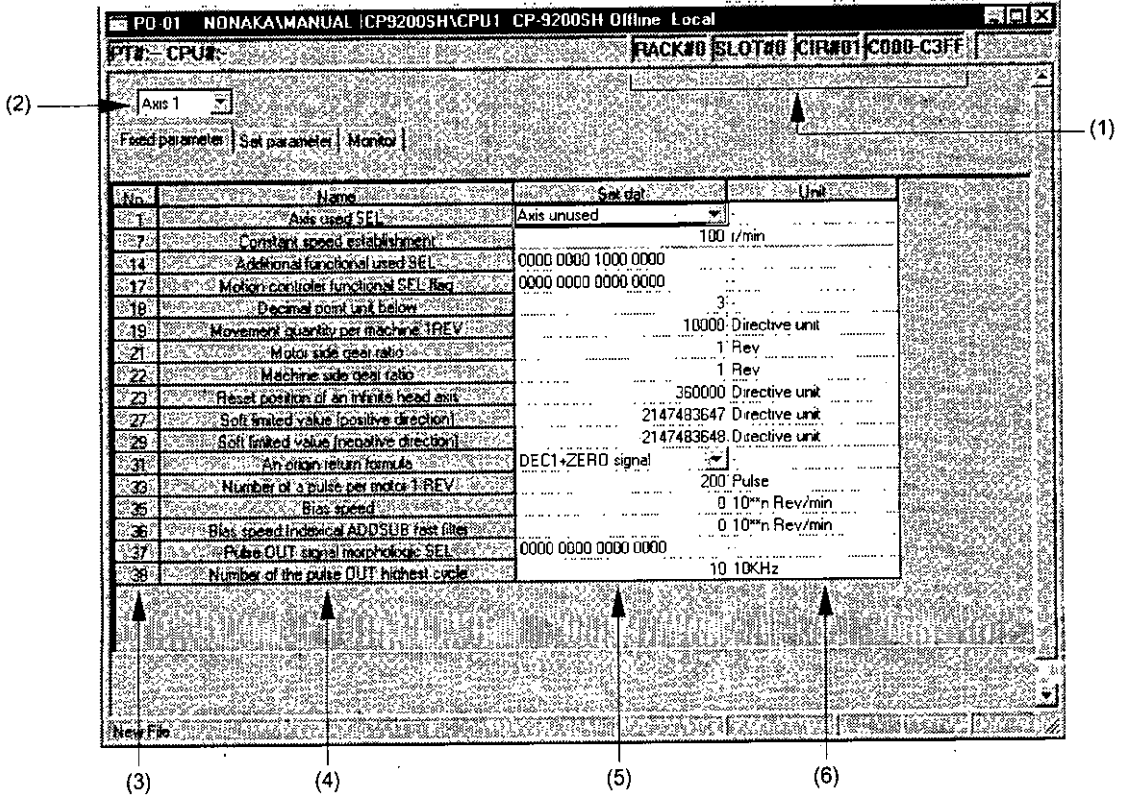 PO-01 NONAKA\MANUAL CP9200SH\CPU1 CP-9200SH Offline Local
PT#:– CPU#:- RACK#0 SLOT#0 CIR#01 C000-C3FF
(2) Axis 1
(1)
Fixed parameter Set parameter Monitor
No. Name Set dat Unit
1 Axis used SEL Axis unused -
7 Constant speed establishment 100 r/min
14 Additional functional used SEL 0000 0000 1000 0000 -
17 Motion controler functional SEL flag 0000 0000 0000 0000 -
18 Decimal point unit below 3 -
19 Movement quantity per machine 1REV 10000 Directive unit
21 Motor side gear ratio 1 Rev
22 Machine side gear ratio 1 Rev
23 Reset position of an infinite head axis 360000 Directive unit
27 Soft limited value [positive direction] 2147483647 Directive unit
29 Soft limited value [negative direction] -2147483648 Directive unit
31 An origin return formula DEC1+ZERO signal -
33 Number of a pulse per motor 1 REV 200 Pulse
35 Bias speed 0 10**n Rev/min
36 Bias speed indexical ADDSUB fast filter 0 10**n Rev/min
37 Pulse OUT signal morphologic SEL 0000 0000 0000 0000 -
38 Number of the pulse OUT highest cycle 10 10KHz
New File
(3) (4) (5) (6)